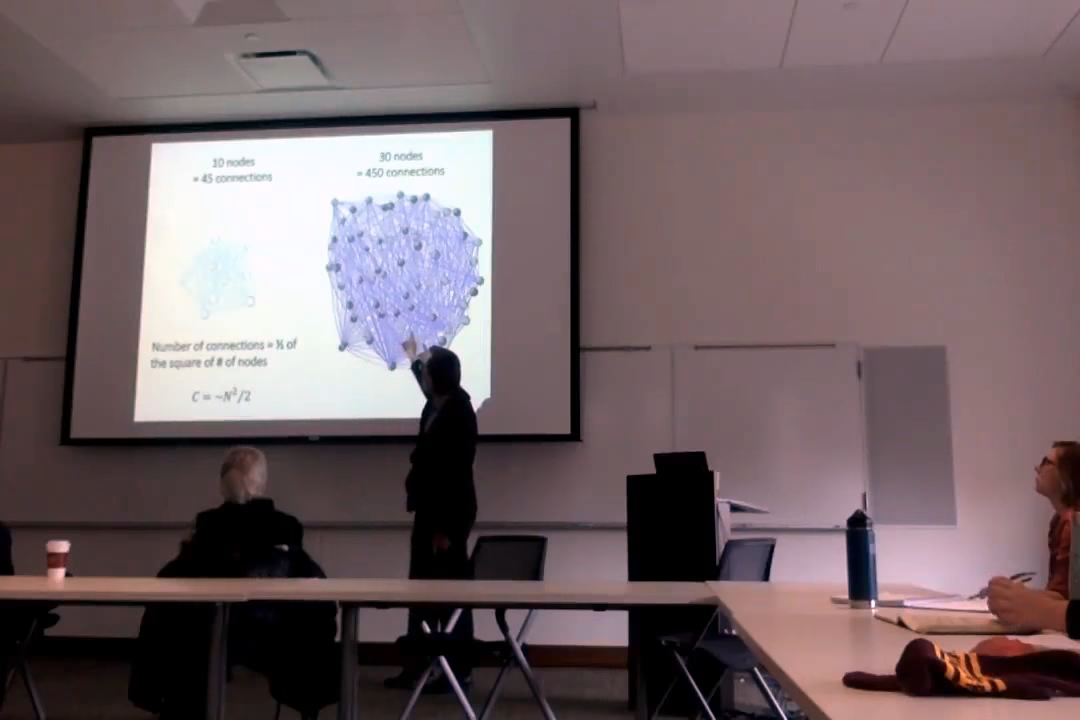 10 nodes
= 45 connections
30 nodes
= 450 connections
Number of connections = ½ of
the square of # of nodes
C = ~N²/2